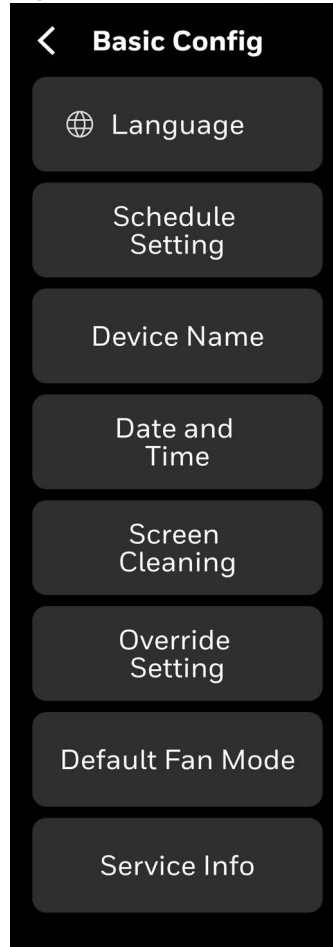 Basic Config
Language
Schedule
Setting
Device Name
Date and
Time
Screen
Cleaning
Override
Setting
Default Fan Mode
Service Info